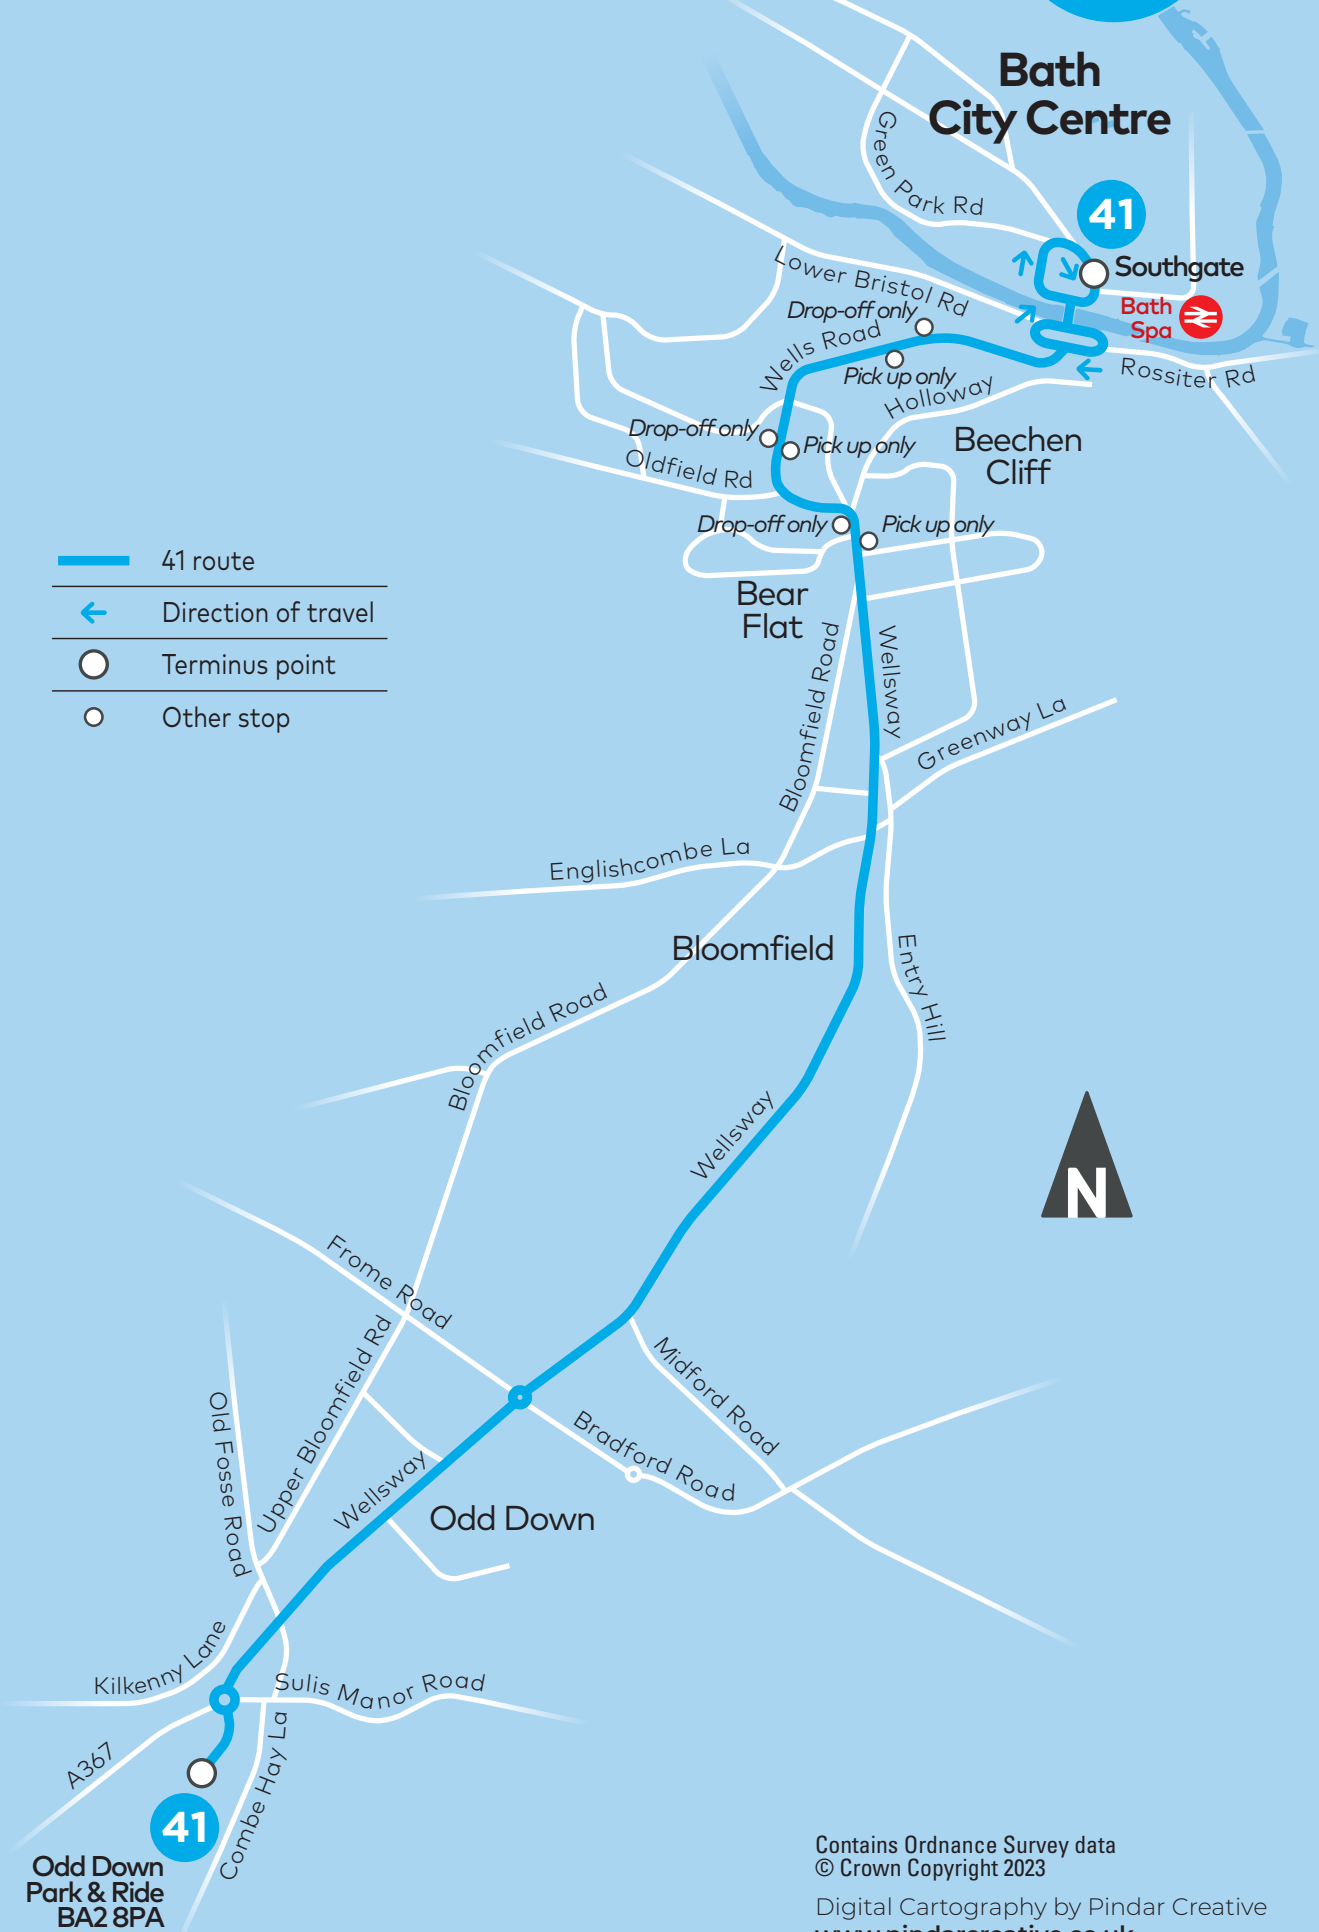 Bath
City Centre
Green Park Rd
41
Southgate
Lower Bristol Rd
Bath
Spa
Drop-off only
Wells Road
Pick up only
Rossiter Rd
Holloway
Drop-off only
Pick up only
Beechen
Cliff
Oldfield Rd
Drop-off only
Pick up only
41 route
Direction of travel
Terminus point
Other stop
Bear
Flat
Bloomfield Road
Wellsway
Greenway La
Englishcombe La
Bloomfield
Entry Hill
Bloomfield Road
Wellsway
N
Frome Road
Upper Bloomfield Rd
Midford Road
Old Fosse Road
Bradford Road
Wellsway
Odd Down
Kilkenny Lane
Sulis Manor Road
A367
Combe Hay La
41
Odd Down
Park & Ride
BA2 8PA
Contains Ordnance Survey data
© Crown Copyright 2023
Digital Cartography by Pindar Creative
www.pindarcreative.co.uk